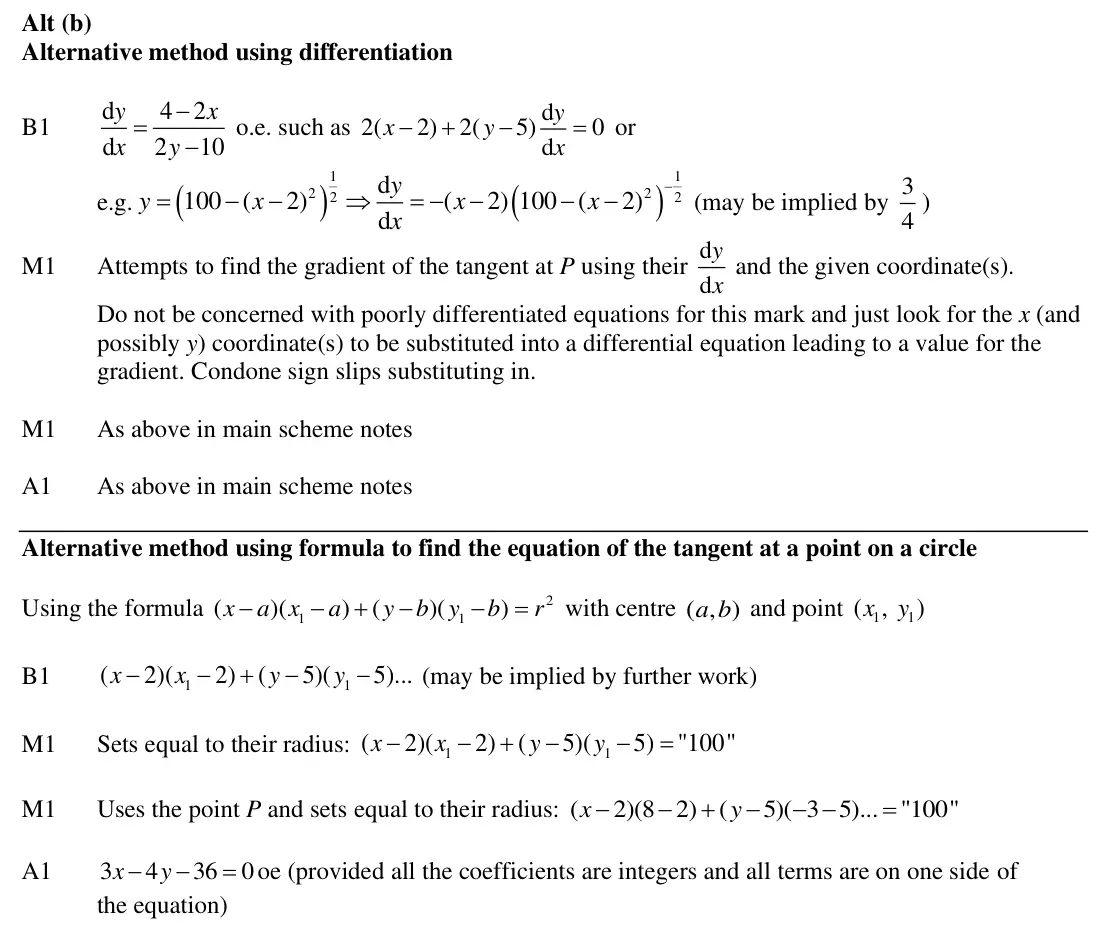 Alt (b)
Alternative method using differentiation
B1 dy/dx = (4 − 2x)/(2y − 10) o.e. such as 2(x − 2) + 2(y − 5) dy/dx = 0 or
e.g. y = (100 − (x − 2)²)^(1/2) ⇒ dy/dx = −(x − 2)(100 − (x − 2)²)^(−1/2) (may be implied by 3/4)
M1 Attempts to find the gradient of the tangent at P using their dy/dx and the given coordinate(s).
Do not be concerned with poorly differentiated equations for this mark and just look for the x (and
possibly y) coordinate(s) to be substituted into a differential equation leading to a value for the
gradient. Condone sign slips substituting in.
M1 As above in main scheme notes
A1 As above in main scheme notes
Alternative method using formula to find the equation of the tangent at a point on a circle
Using the formula (x − a)(x₁ − a) + (y − b)(y₁ − b) = r² with centre (a, b) and point (x₁, y₁)
B1 (x − 2)(x₁ − 2) + (y − 5)(y₁ − 5)... (may be implied by further work)
M1 Sets equal to their radius: (x − 2)(x₁ − 2) + (y − 5)(y₁ − 5) = "100"
M1 Uses the point P and sets equal to their radius: (x − 2)(8 − 2) + (y − 5)(−3 − 5)... = "100"
A1 3x − 4y − 36 = 0 oe (provided all the coefficients are integers and all terms are on one side of
the equation)